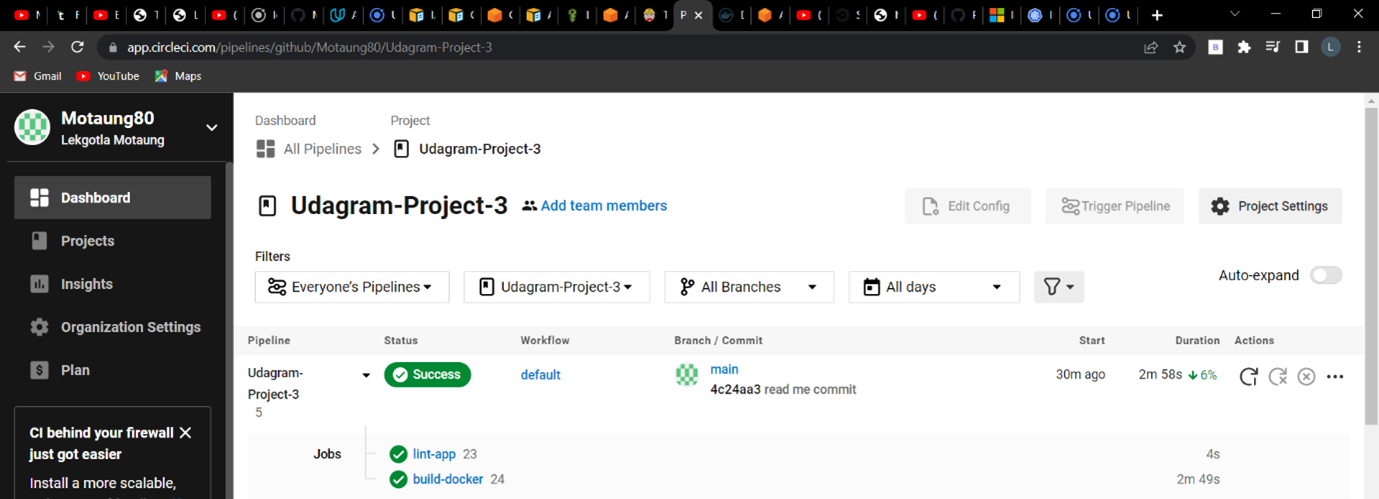 app.circleci.com/pipelines/github/Motaung80/Udagram-Project-3
L
Gmail YouTube Maps
Motaung80
Lekgotla Motaung
Dashboard
Projects
Insights
Organization Settings
Plan
CI behind your firewall
just got easier
Install a more scalable,
Dashboard Project
All Pipelines > Udagram-Project-3
Udagram-Project-3 Add team members
Edit Config Trigger Pipeline Project Settings
Filters
Everyone's Pipelines Udagram-Project-3 All Branches All days
Auto-expand
Pipeline Status Workflow Branch / Commit Start Duration Actions
Udagram-
Project-3
5
Success default
main
4c24aa3 read me commit
30m ago 2m 58s 6%
Jobs
lint-app 23 4s
build-docker 24 2m 49s